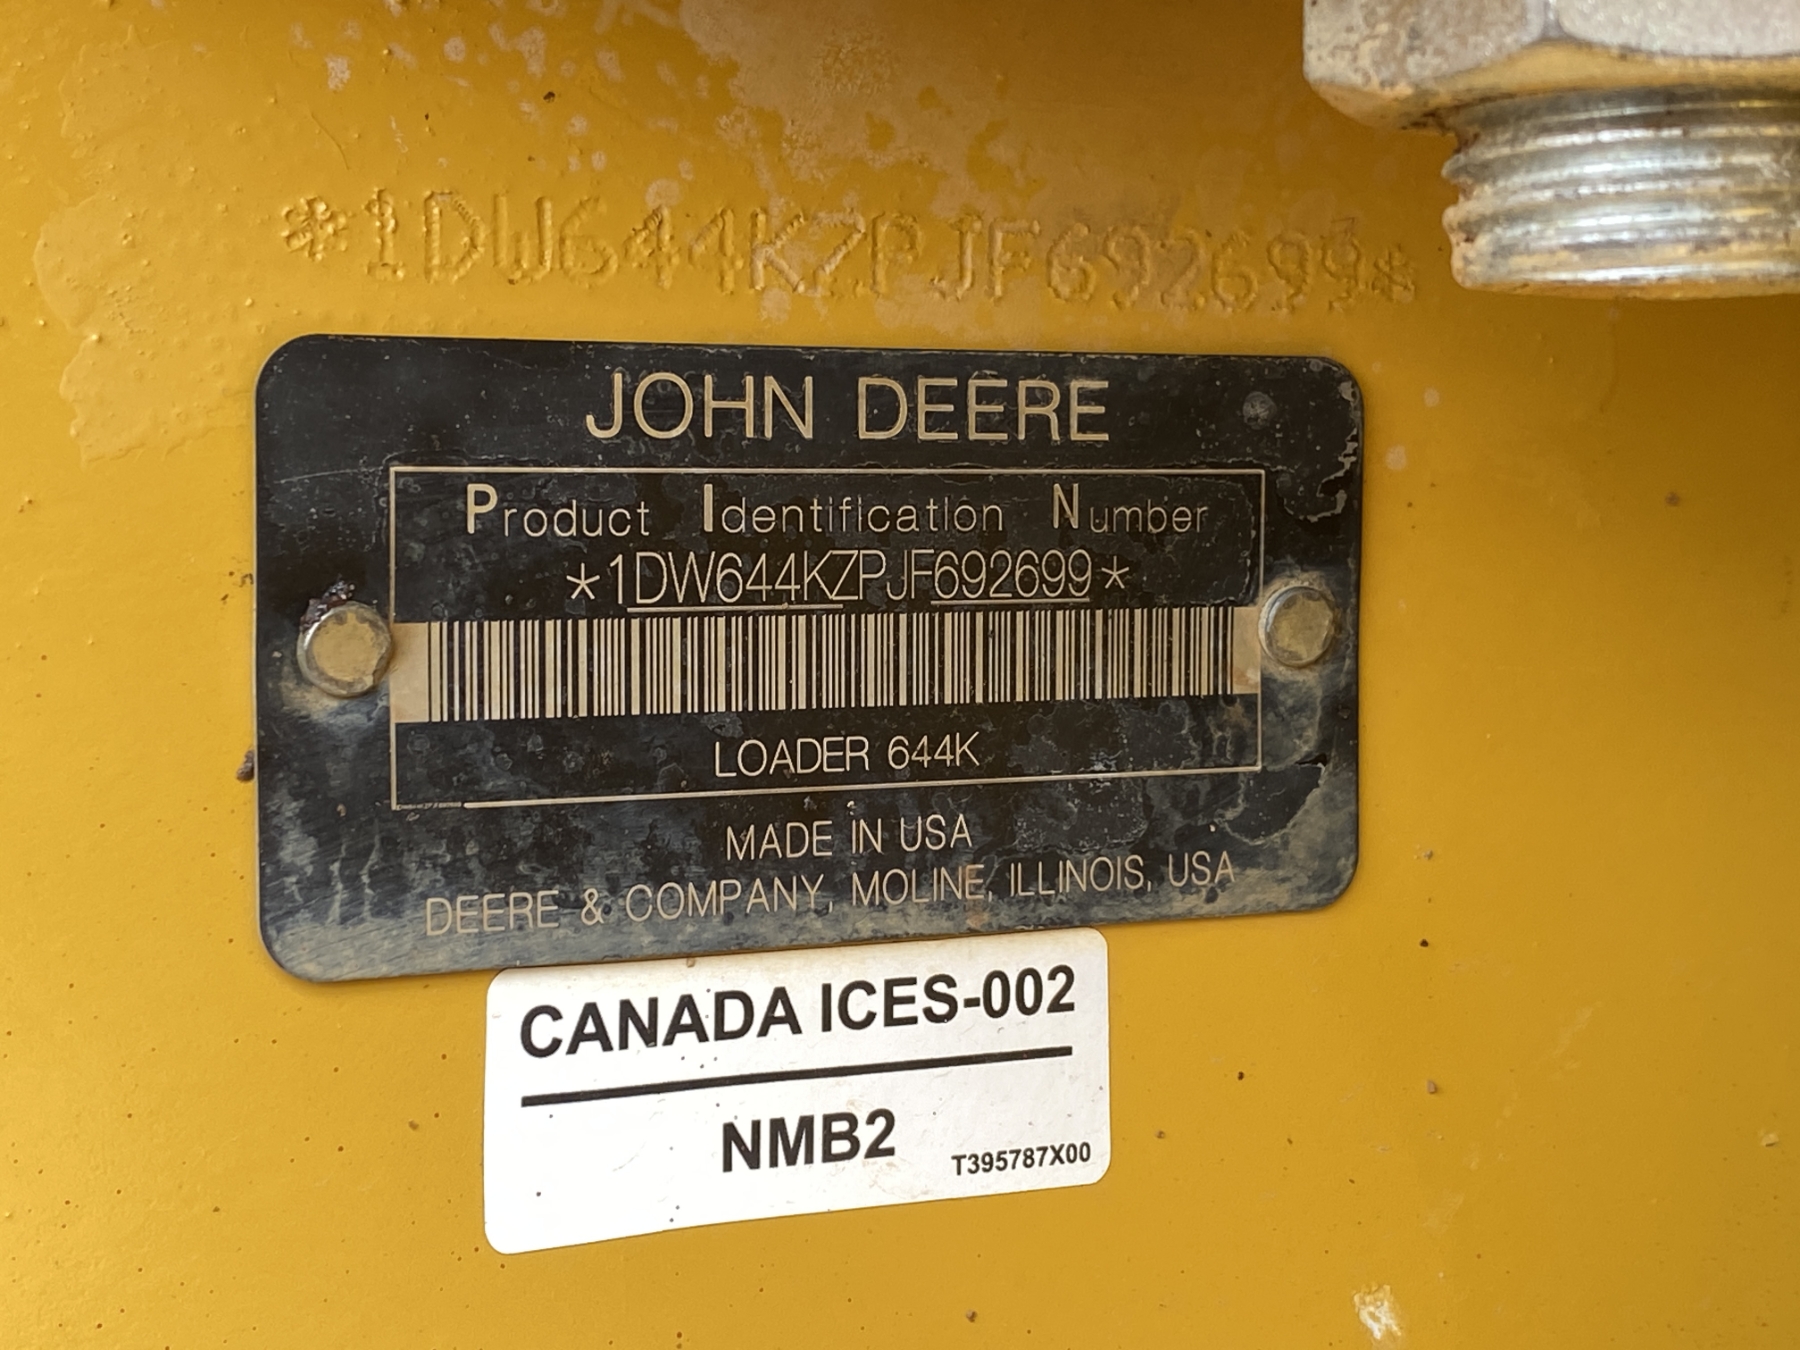 *1DW644KZPJF692699*
JOHN DEERE
Product Identification Number
*1DW644KZPJF692699*
LOADER 644K
MADE IN USA
DEERE & COMPANY, MOLINE, ILLINOIS, USA
CANADA ICES-002
NMB2
T395787X00